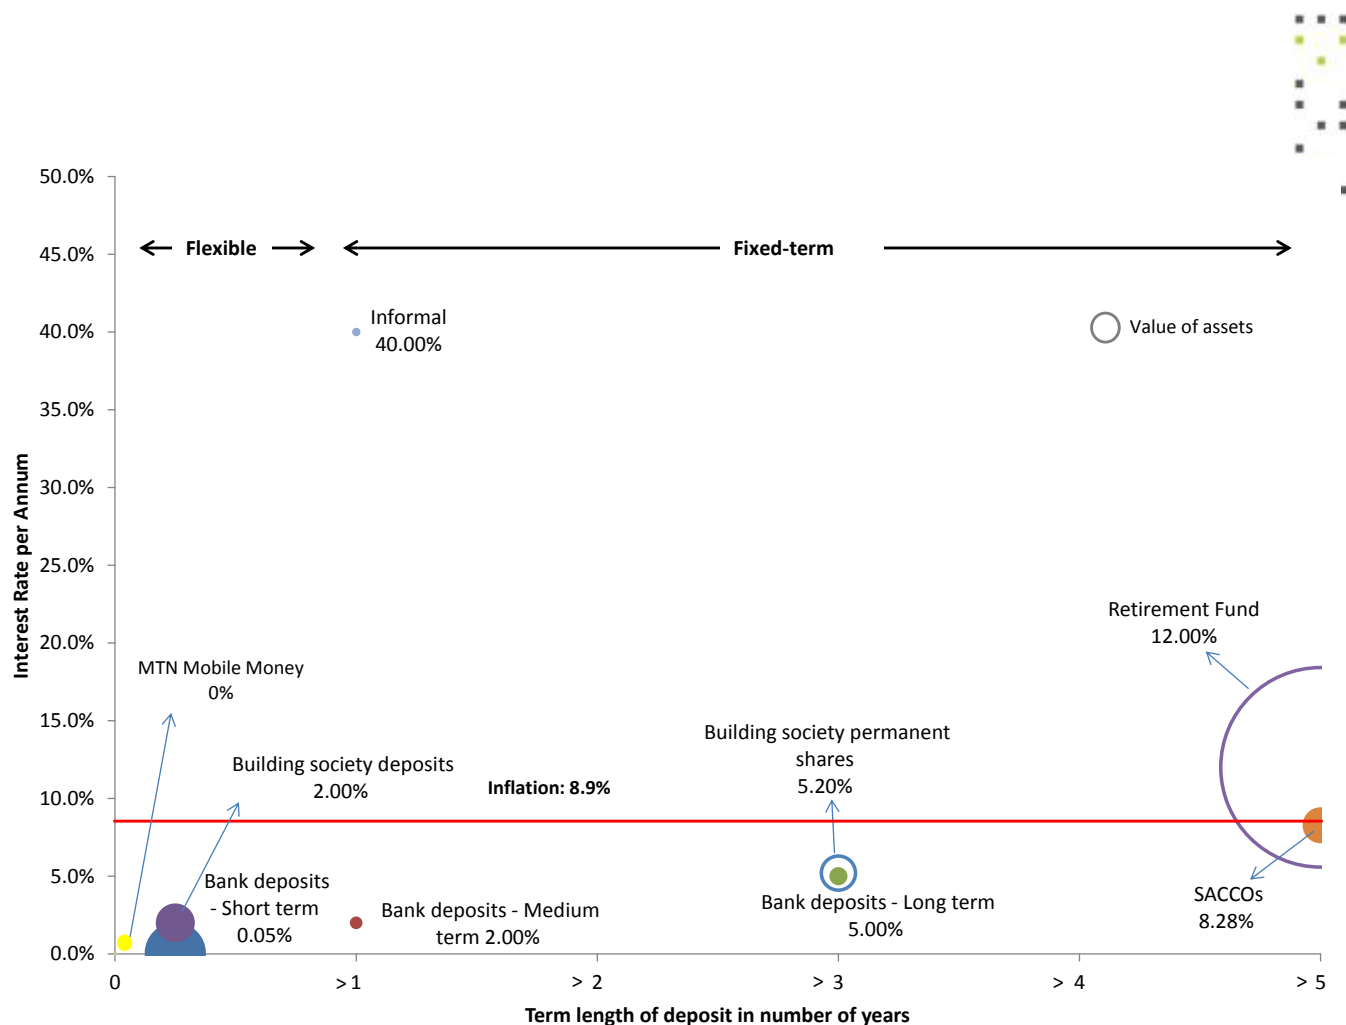 50.0%
45.0%
40.0%
35.0%
30.0%
25.0%
20.0%
15.0%
10.0%
5.0%
0.0%
Interest Rate per Annum
Flexible
Fixed-term
Informal
40.00%
Value of assets
Retirement Fund
12.00%
MTN Mobile Money
0%
Building society deposits
2.00%
Inflation: 8.9%
Building society permanent
shares
5.20%
Bank deposits
- Short term
0.05%
Bank deposits - Medium
term 2.00%
Bank deposits - Long term
5.00%
SACCOs
8.28%
0
> 1
> 2
> 3
> 4
> 5
Term length of deposit in number of years